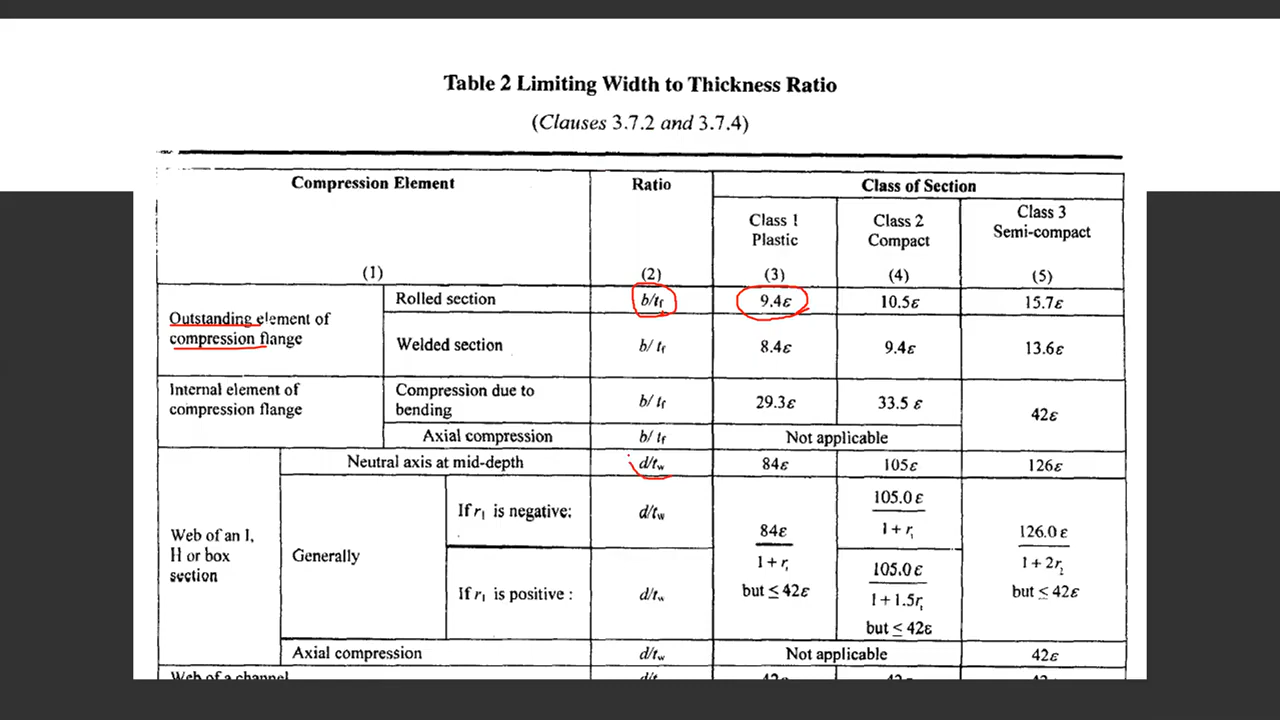 Table 2 Limiting Width to Thickness Ratio
(Clauses 3.7.2 and 3.7.4)
Compression Element Ratio Class of Section
Class 1 Plastic Class 2 Compact Class 3 Semi-compact
(1) (2) (3) (4) (5)
Outstanding element of compression flange Rolled section b/tf 9.4ε 10.5ε 15.7ε
Welded section b/ tf 8.4ε 9.4ε 13.6ε
Internal element of compression flange Compression due to bending b/ tf 29.3ε 33.5 ε 42ε
Axial compression b/ tf Not applicable
Web of an I, H or box section Neutral axis at mid-depth d/tw 84ε 105ε 126ε
Generally If r1 is negative: d/tw 84ε / 1 + r1 but ≤ 42ε 105.0 ε / 1 + r1 126.0 ε / 1 + 2r2 but ≤ 42ε
If r1 is positive : d/tw 105.0 ε / 1 + 1.5r1 but ≤ 42ε
Axial compression d/tw Not applicable 42ε
Web of a channel